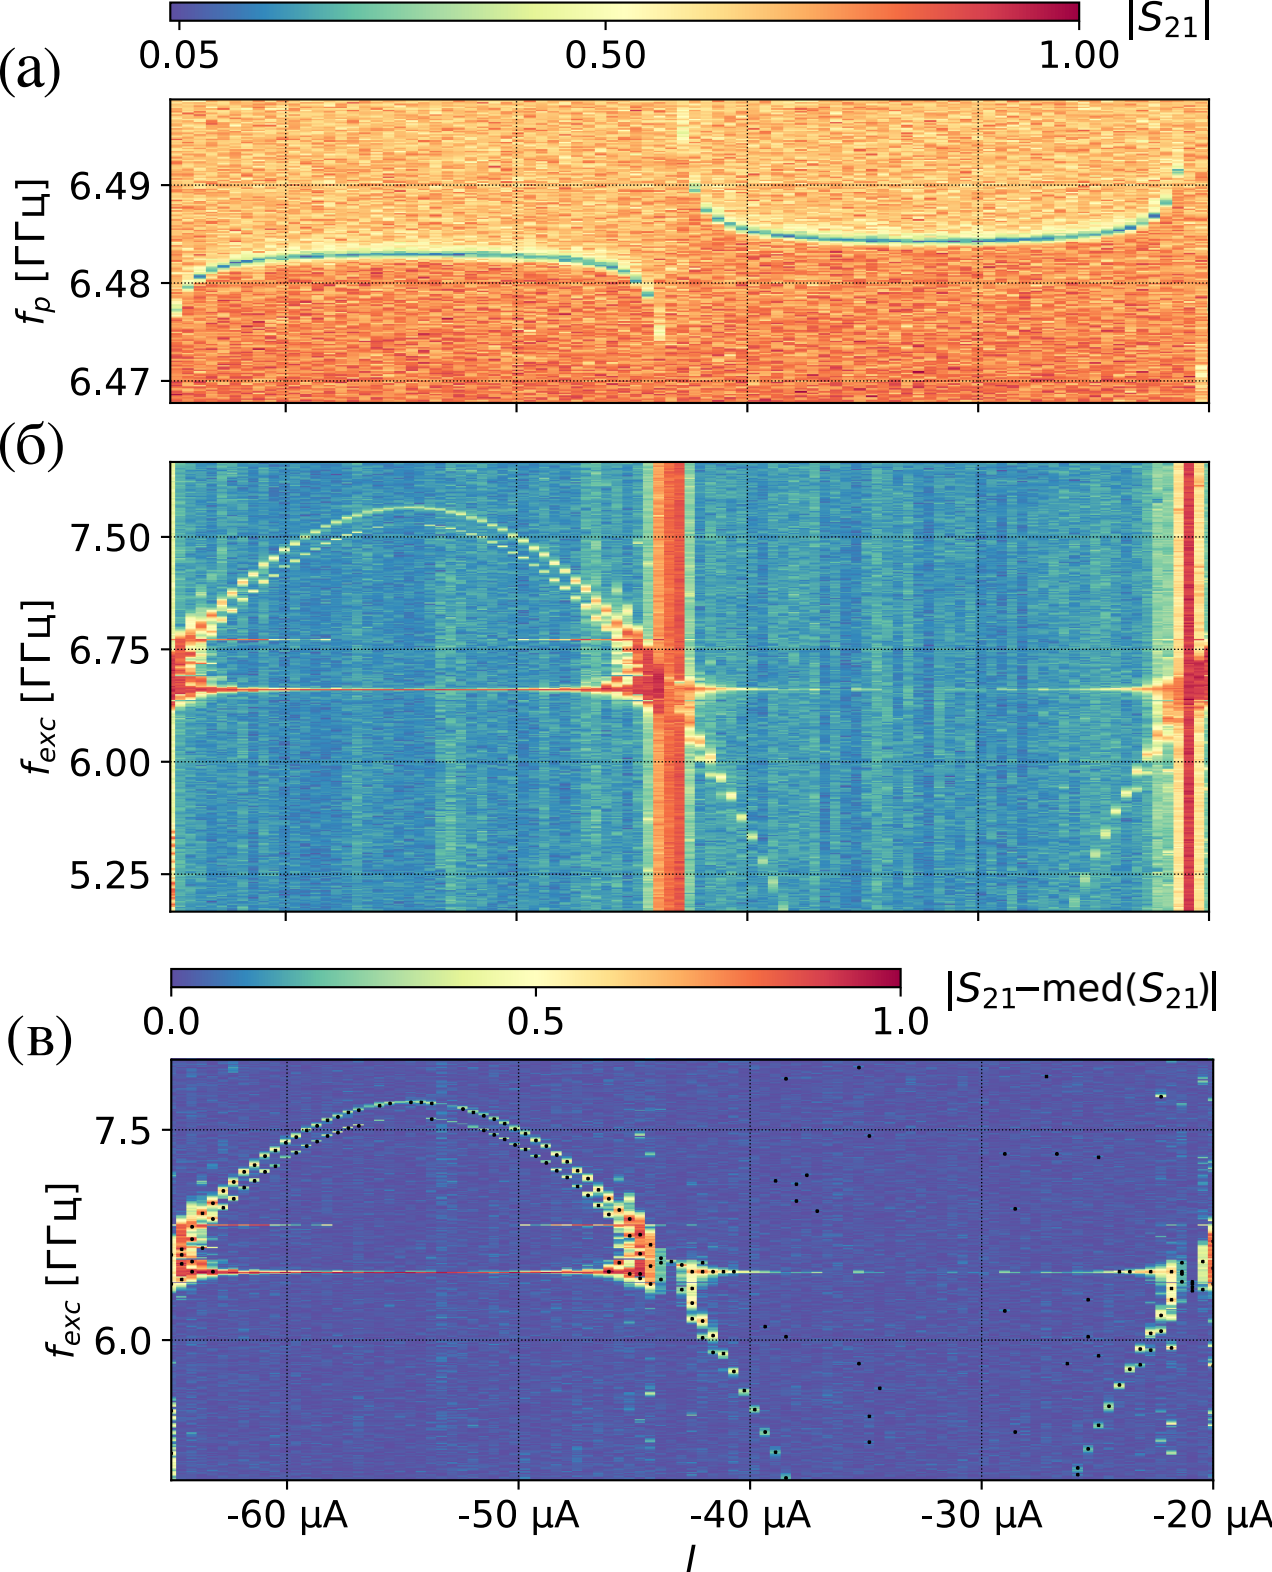 |S21|
0.05 0.50 1.00
(а)
fp [ГГц]
6.49
6.48
6.47
(б)
fexc [ГГц]
7.50
6.75
6.00
5.25
|S21−med(S21)|
0.0 0.5 1.0
(в)
fexc [ГГц]
7.5
6.0
-60 µA -50 µA -40 µA -30 µA -20 µA
I